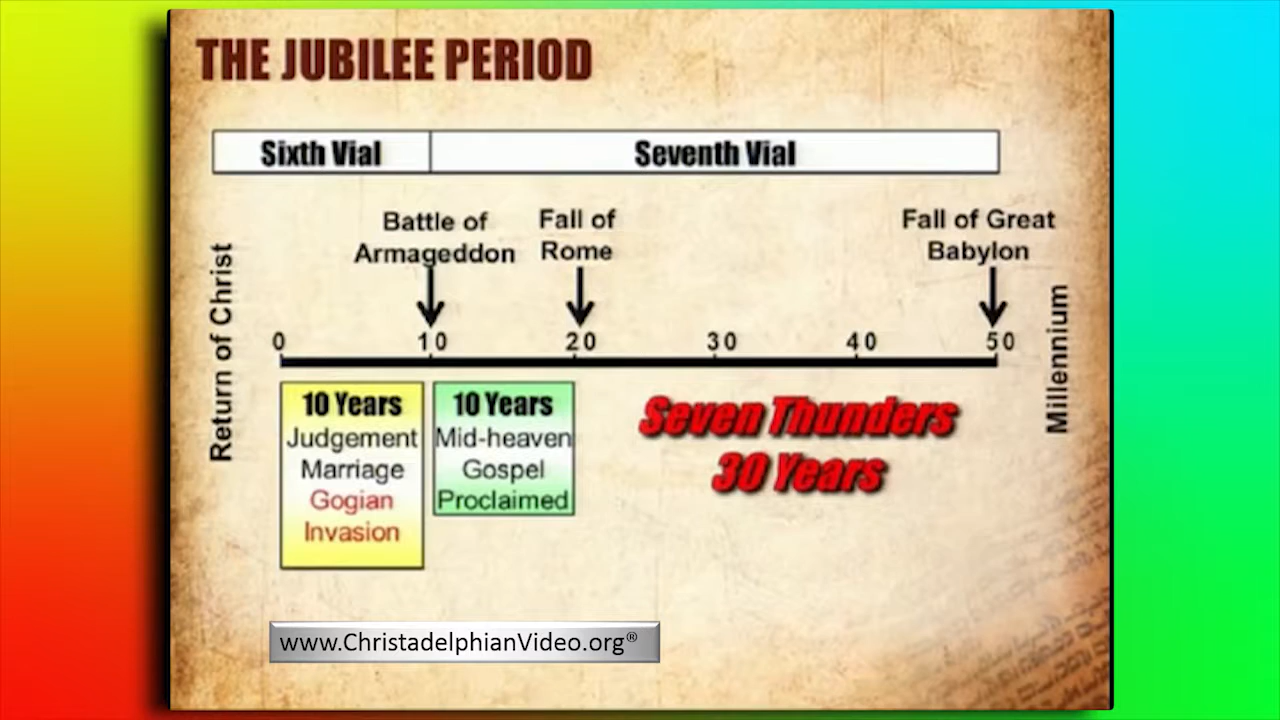 THE JUBILEE PERIOD
Sixth Vial
Seventh Vial
Battle of
Armageddon
Fall of
Rome
Fall of Great
Babylon
Return of Christ
0 10 20 30 40 50
Millennium
10 Years
Judgement
Marriage
Gogian
Invasion
10 Years
Mid-heaven
Gospel
Proclaimed
Seven Thunders
30 Years
www.ChristadelphianVideo.org®